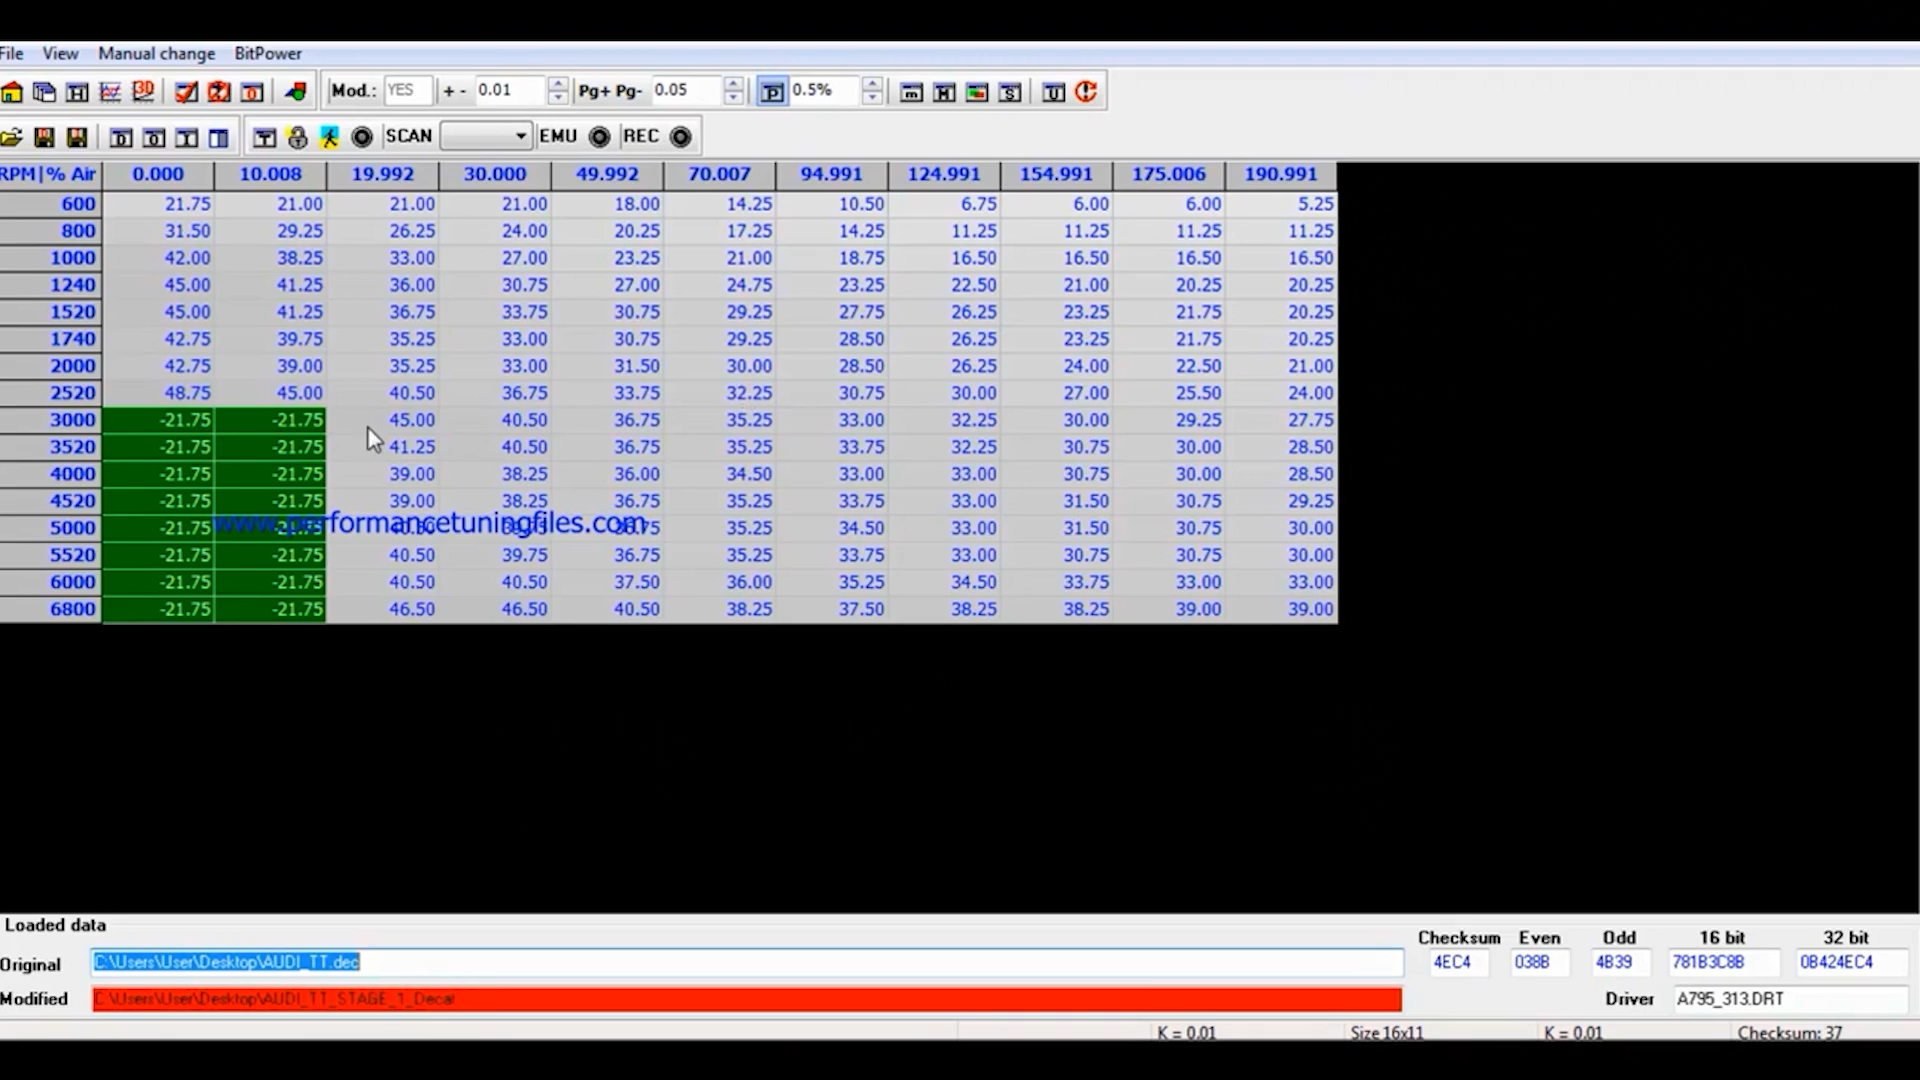 File View Manual change BitPower
Mod.: YES + - 0.01 Pg+ Pg- 0.05 0.5%
SCAN EMU REC
RPM|% Air 0.000 10.008 19.992 30.000 49.992 70.007 94.991 124.991 154.991 175.006 190.991
600 21.75 21.00 21.00 21.00 18.00 14.25 10.50 6.75 6.00 6.00 5.25
800 31.50 29.25 26.25 24.00 20.25 17.25 14.25 11.25 11.25 11.25 11.25
1000 42.00 38.25 33.00 27.00 23.25 21.00 18.75 16.50 16.50 16.50 16.50
1240 45.00 41.25 36.00 30.75 27.00 24.75 23.25 22.50 21.00 20.25 20.25
1520 45.00 41.25 36.75 33.75 30.75 29.25 27.75 26.25 23.25 21.75 20.25
1740 42.75 39.75 35.25 33.00 30.75 29.25 28.50 26.25 23.25 21.75 20.25
2000 42.75 39.00 35.25 33.00 31.50 30.00 28.50 26.25 24.00 22.50 21.00
2520 48.75 45.00 40.50 36.75 33.75 32.25 30.75 30.00 27.00 25.50 24.00
3000 -21.75 -21.75 45.00 40.50 36.75 35.25 33.00 32.25 30.00 29.25 27.75
3520 -21.75 -21.75 41.25 40.50 36.75 35.25 33.00 32.25 30.75 30.00 28.50
4000 -21.75 -21.75 39.00 38.25 36.00 34.50 33.00 33.00 30.75 30.00 28.50
4520 -21.75 -21.75 39.00 38.25 36.75 35.25 33.75 33.00 31.50 30.75 29.25
www.performancetuningfiles.com
5000 -21.75 35.25 34.50 33.00 31.50 30.75 30.00
5520 -21.75 -21.75 40.50 39.75 36.75 35.25 33.75 33.00 30.75 30.75 30.00
6000 -21.75 -21.75 40.50 40.50 37.50 36.00 35.25 34.50 33.75 33.00 33.00
6800 -21.75 -21.75 46.50 46.50 40.50 38.25 37.50 38.25 38.25 39.00 39.00
Loaded data
Checksum Even Odd 16 bit 32 bit
Original C:\Users\User\Desktop\AUDI_TT.dec 4EC4 038B 4B39 781B3C8B 0B424EC4
Modified C:\Users\User\Desktop\AUDI_TT_STAGE_1_Decat Driver A795_313.DRT
K = 0.01 Size 16x11 K = 0.01 Checksum: 37